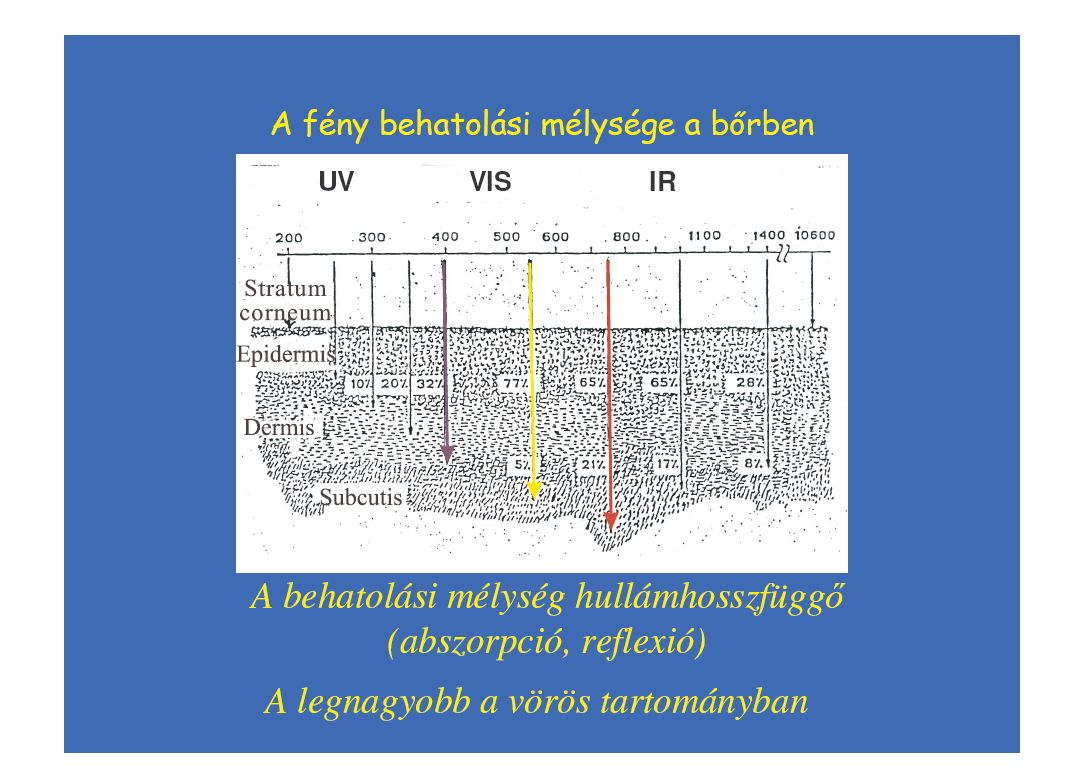 A fény behatolási mélysége a bőrben
UV VIS IR
200 300 400 500 600 800 1100 1400 10600
Stratum
corneum
Epidermis
10% 20% 32% 77% 65% 65% 28%
Dermis
5% 21% 17% 8%
Subcutis
A behatolási mélység hullámhosszfüggő
(abszorpció, reflexió)
A legnagyobb a vörös tartományban